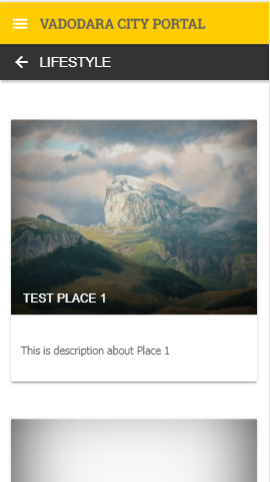 VADODARA CITY PORTAL
LIFESTYLE
TEST PLACE 1
This is description about Place 1